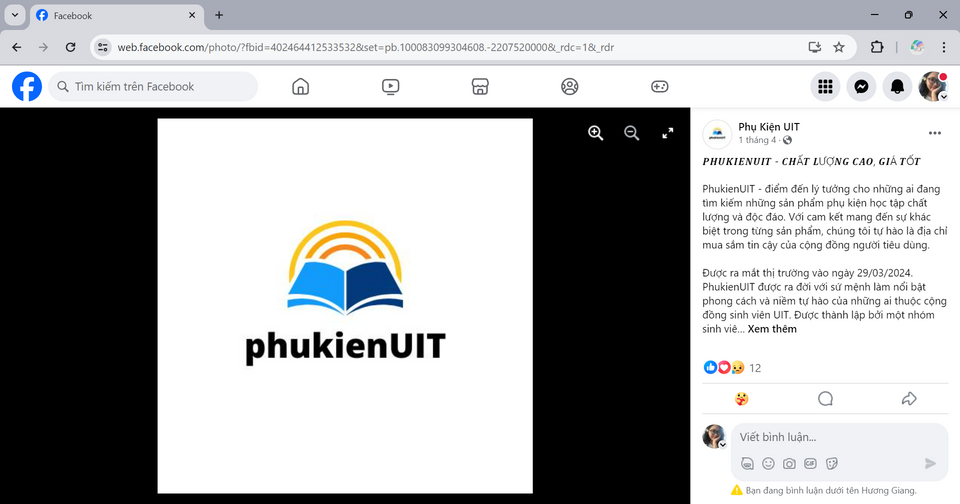 Facebook
web.facebook.com/photo/?fbid=402464412533532&set=pb.100083099304608.-2207520000&_rdc=1&_rdr
Tìm kiếm trên Facebook
phukienUIT
Phụ Kiện UIT
1 tháng 4 ·
PHUKIENUIT - CHẤT LƯỢNG CAO, GIÁ TỐT
PhukienUIT - điểm đến lý tưởng cho những ai đang
tìm kiếm những sản phẩm phụ kiện học tập chất
lượng và độc đáo. Với cam kết mang đến sự khác
biệt trong từng sản phẩm, chúng tôi tự hào là địa chỉ
mua sắm tin cậy của cộng đồng người tiêu dùng.
Được ra mắt thị trường vào ngày 29/03/2024.
PhukienUIT được ra đời với sứ mệnh làm nổi bật
phong cách và niềm tự hào của những ai thuộc cộng
đồng sinh viên UIT. Được thành lập bởi một nhóm
sinh viê... Xem thêm
12
Viết bình luận...
GIF
Bạn đang bình luận dưới tên Hương Giang.